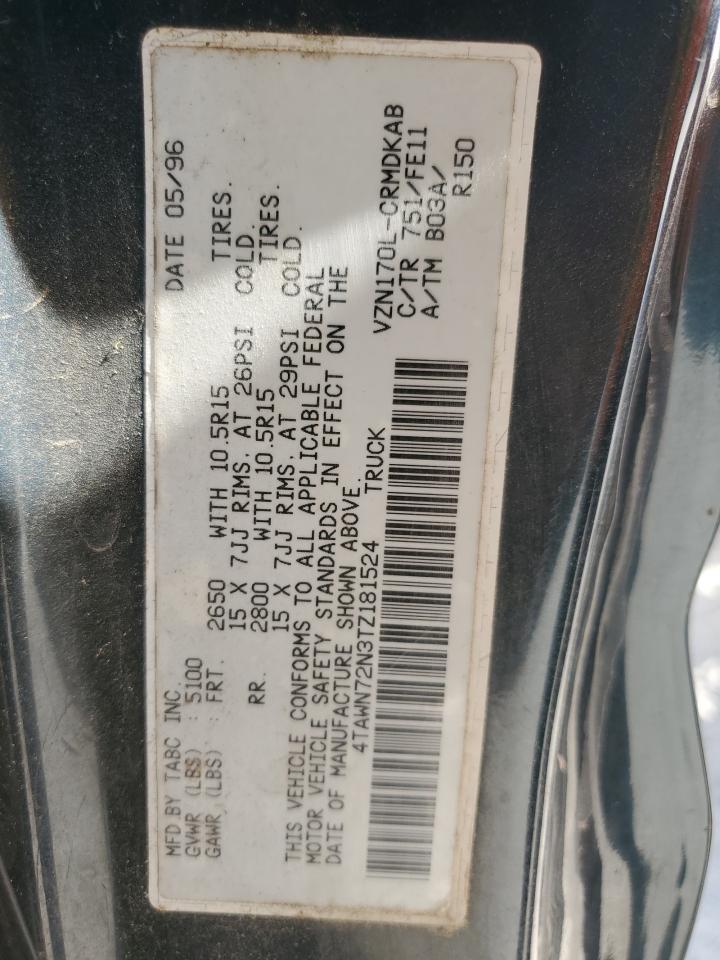 MFD BY TABC INC. DATE 05/96
GVWR (LBS) : 5100
GAWR (LBS) : FRT. 2650 WITH 10.5R15 TIRES.
15 X 7JJ RIMS, AT 26PSI COLD.
RR. 2800 WITH 10.5R15 TIRES.
15 X 7JJ RIMS, AT 29PSI COLD.
THIS VEHICLE CONFORMS TO ALL APPLICABLE FEDERAL
MOTOR VEHICLE SAFETY STANDARDS IN EFFECT ON THE
DATE OF MANUFACTURE SHOWN ABOVE.
4TAWN72N3TZ181524 TRUCK
VZN170L-CRMDKAB
C/TR 751/FE11
A/TM B03A/
R150